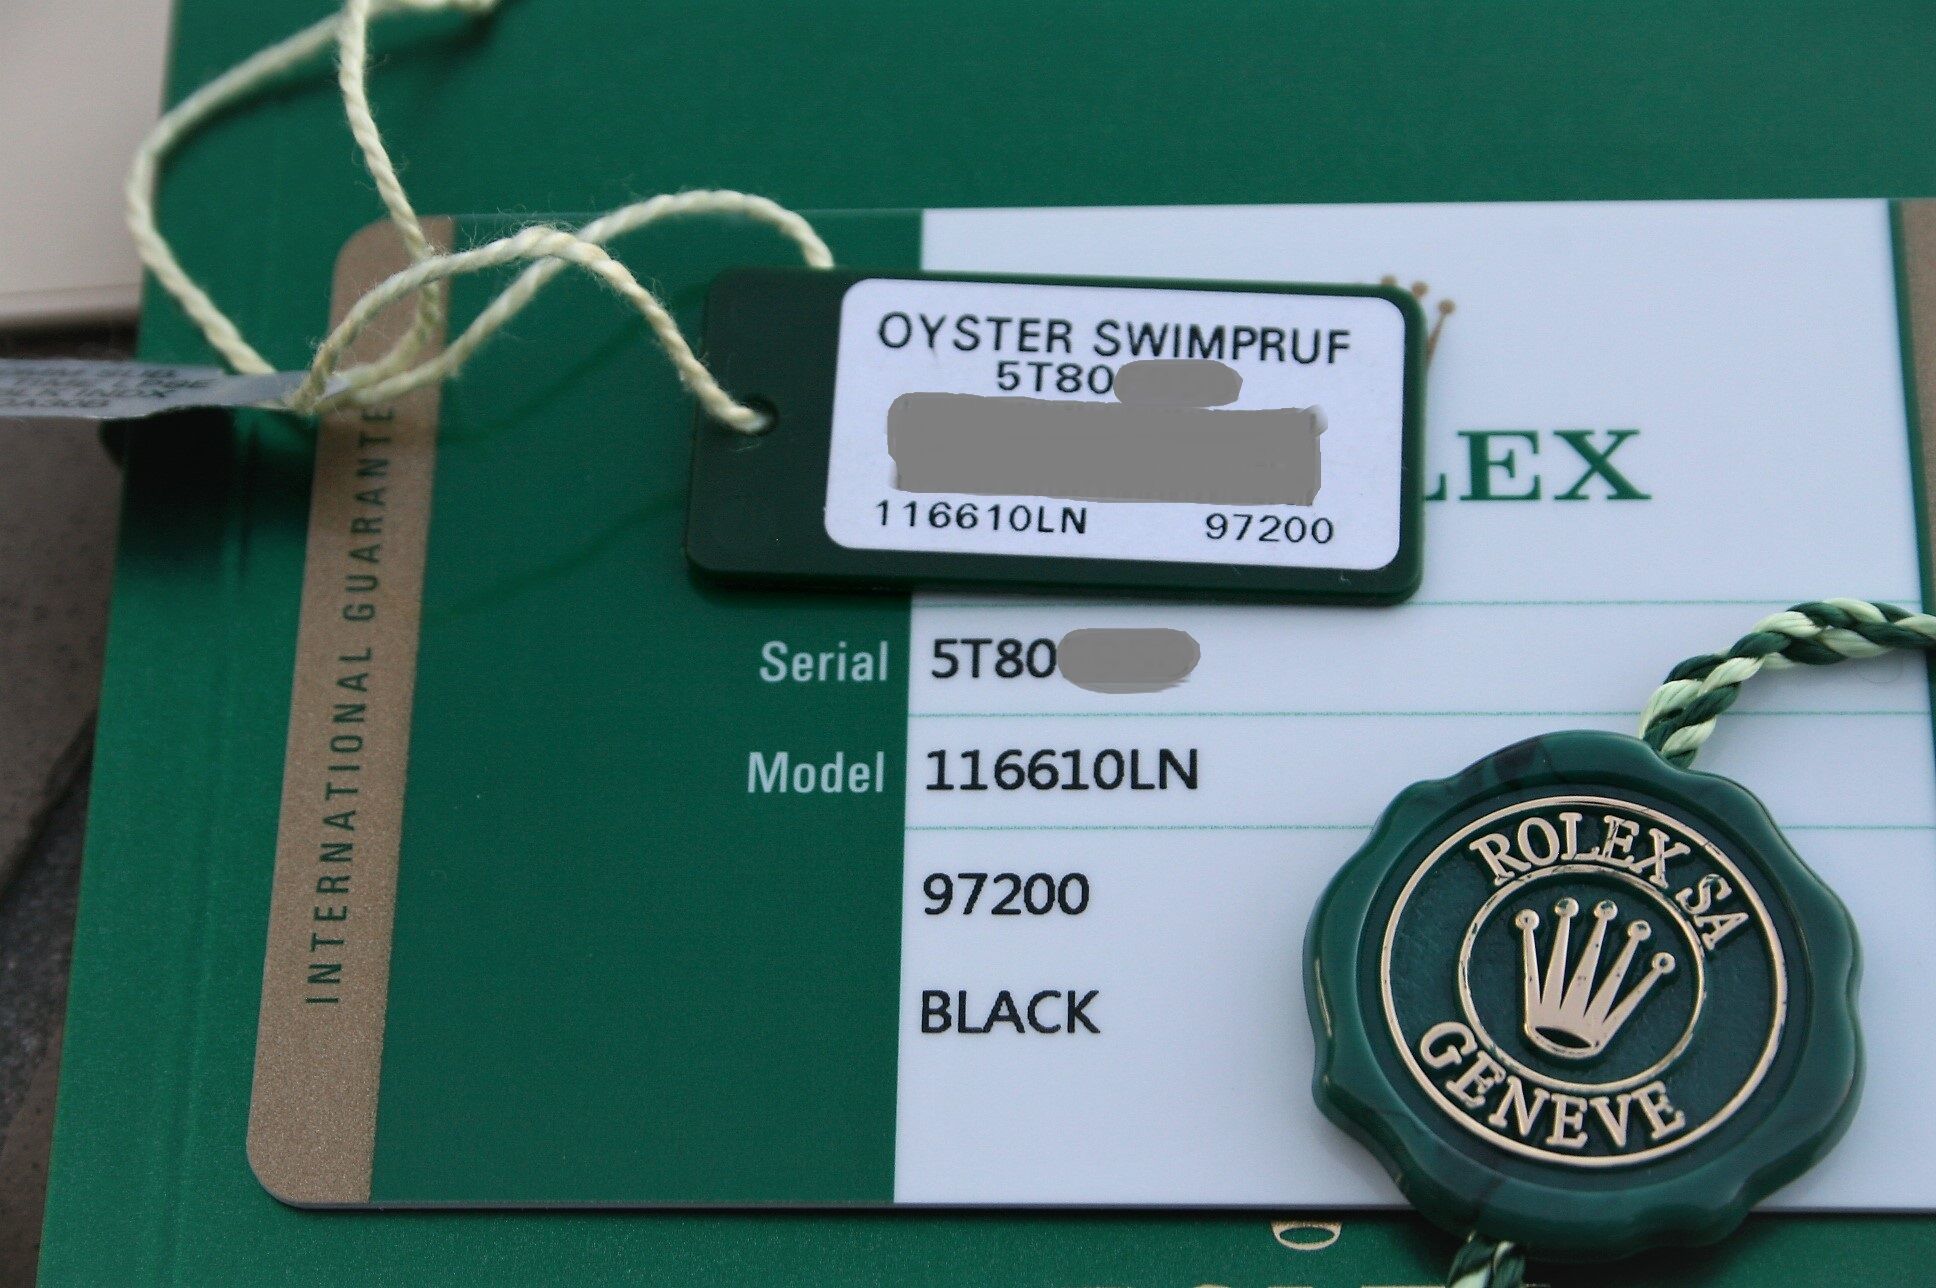 OYSTER SWIMPRUF
5T80
116610LN 97200
LEX
INTERNATIONAL GUARANTE
Serial 5T80
Model 116610LN
97200
BLACK
ROLEX SA
GENEVE